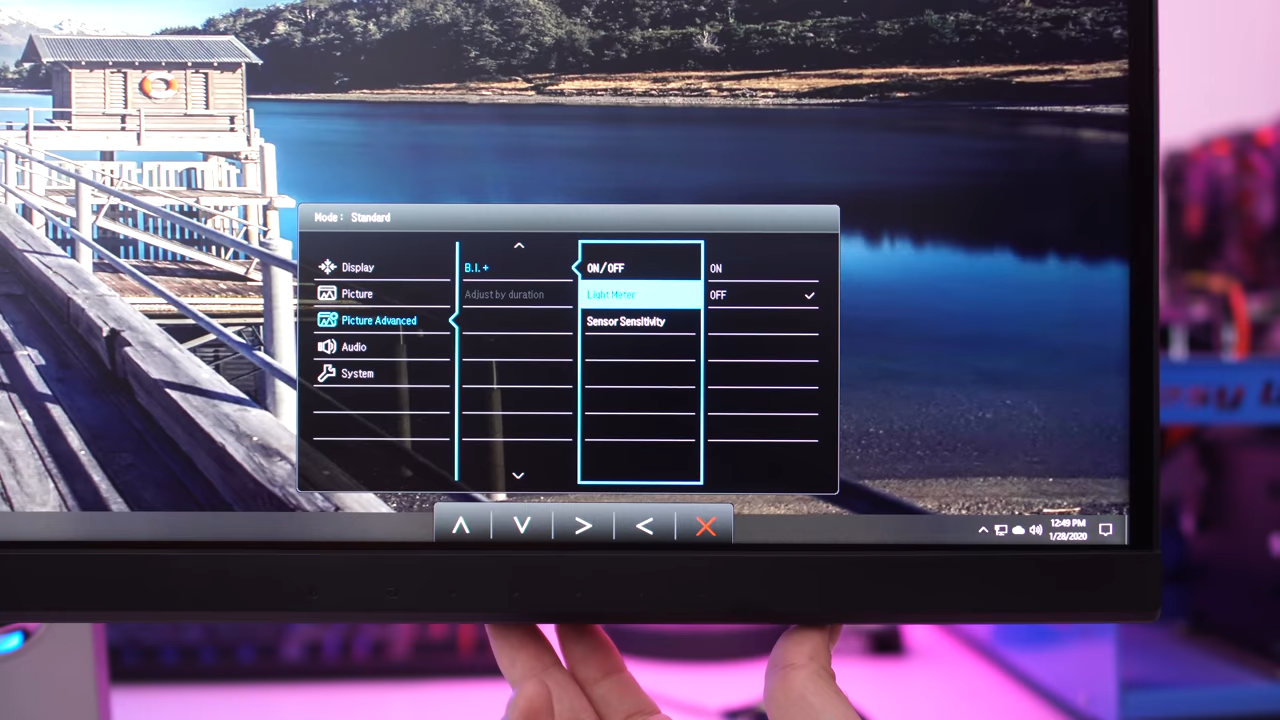 Mode: Standard
Display
Picture
Picture Advanced
Audio
System
B.I.+
Adjust by duration
ON/OFF
Light Meter
Sensor Sensitivity
ON
OFF
12:49 PM
1/28/2020